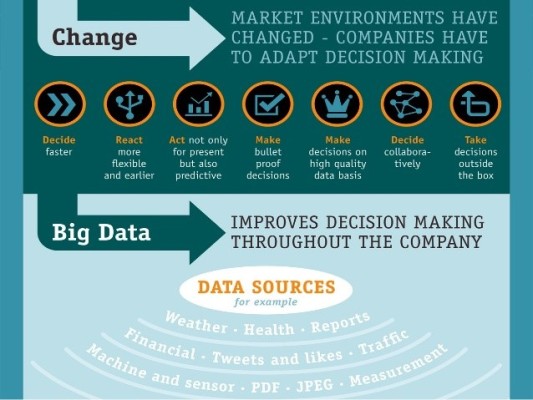 Change
MARKET ENVIRONMENTS HAVE
CHANGED - COMPANIES HAVE
TO ADAPT DECISION MAKING
Decide
faster
React
more
flexible
and earlier
Act not only
for present
but also
predictive
Make
bullet
proof
decisions
Make
decisions on
high quality
data basis
Decide
collabora-
tively
Take
decisions
outside
the box
Big Data
IMPROVES DECISION MAKING
THROUGHOUT THE COMPANY
DATA SOURCES
for example
Weather · Health · Reports
Financial · Tweets and likes · Traffic
Machine and sensor · PDF · JPEG · Measurement